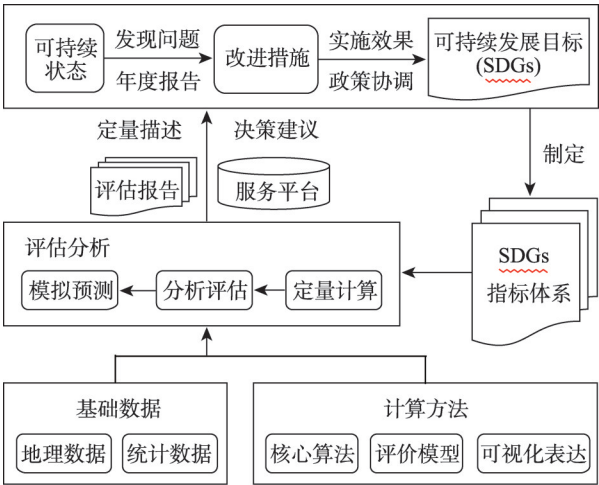 可持续
状态
发现问题
年度报告
改进措施
实施效果
政策协调
可持续发展目标
(SDGs)
定量描述
决策建议
制定
评估报告
服务平台
SDGs
指标体系
评估分析
模拟预测
分析评估
定量计算
基础数据
地理数据
统计数据
计算方法
核心算法
评价模型
可视化表达